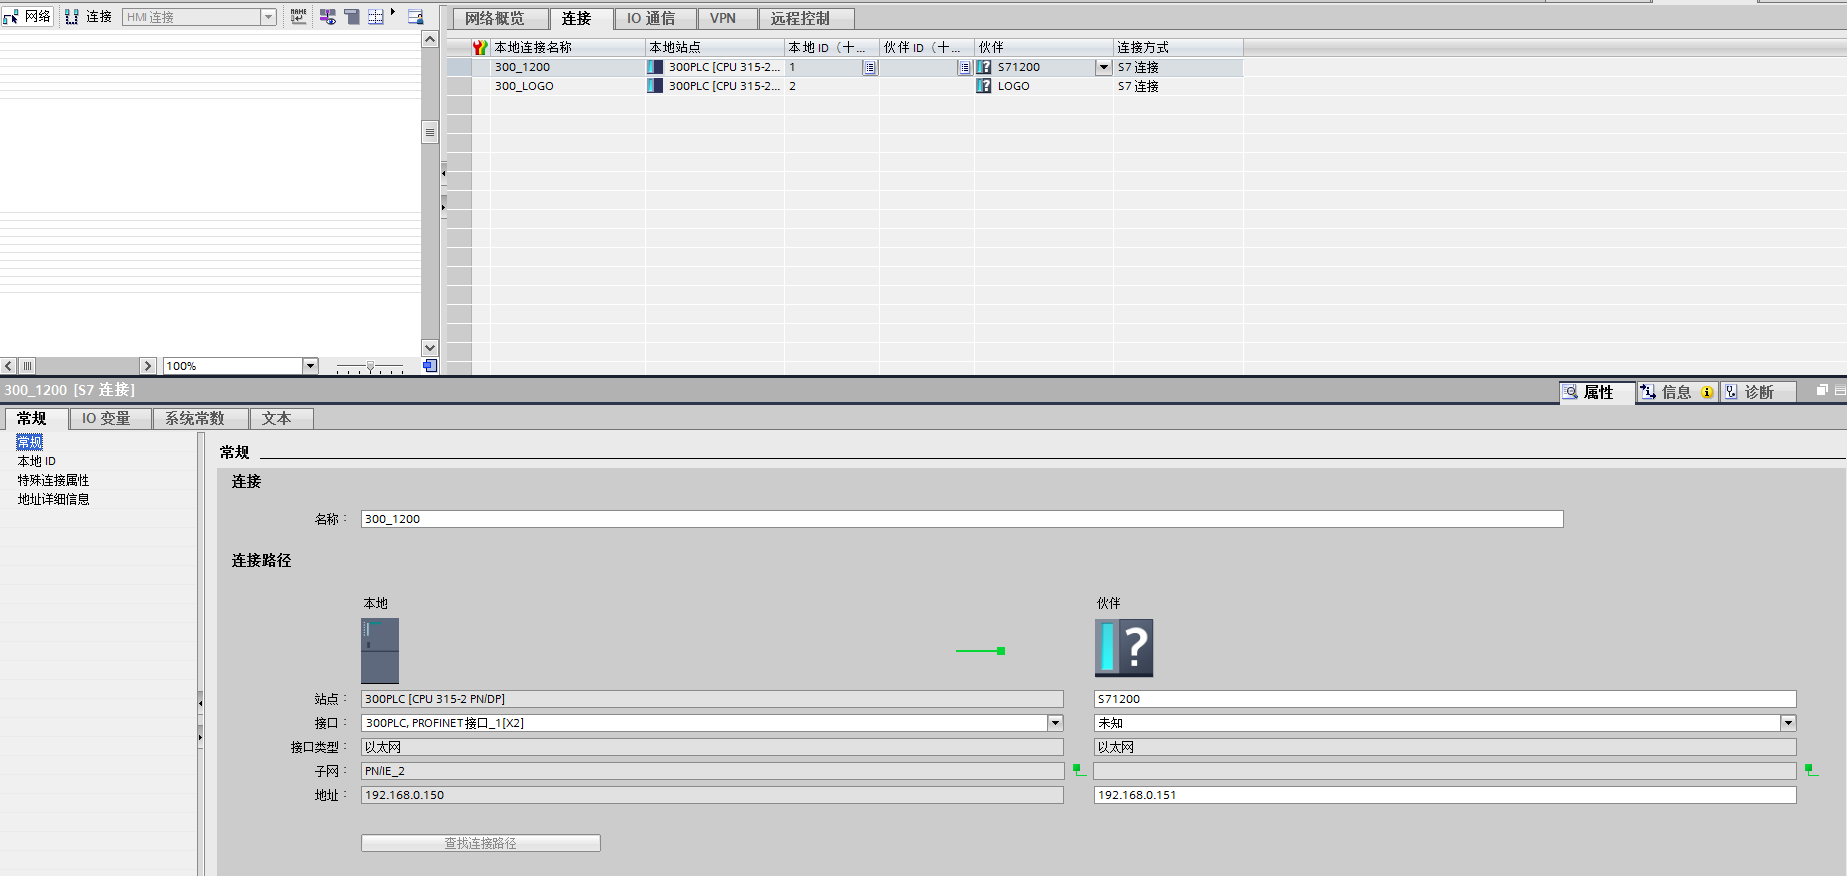 网络 连接 HMI 连接
100%
网络概览 连接 IO 通信 VPN 远程控制
本地连接名称 本地站点 本地 ID（十... 伙伴 ID（十... 伙伴 连接方式
300_1200 300PLC [CPU 315-2... 1 S71200 S7 连接
300_LOGO 300PLC [CPU 315-2... 2 LOGO S7 连接
300_1200 [S7 连接]
属性 信息 诊断
常规 IO 变量 系统常数 文本
常规
本地 ID
特殊连接属性
地址详细信息
常规
连接
名称： 300_1200
连接路径
本地 伙伴
站点： 300PLC [CPU 315-2 PN/DP] S71200
接口： 300PLC, PROFINET接口_1[X2] 未知
接口类型： 以太网 以太网
子网： PN/IE_2
地址： 192.168.0.150 192.168.0.151
查找连接路径